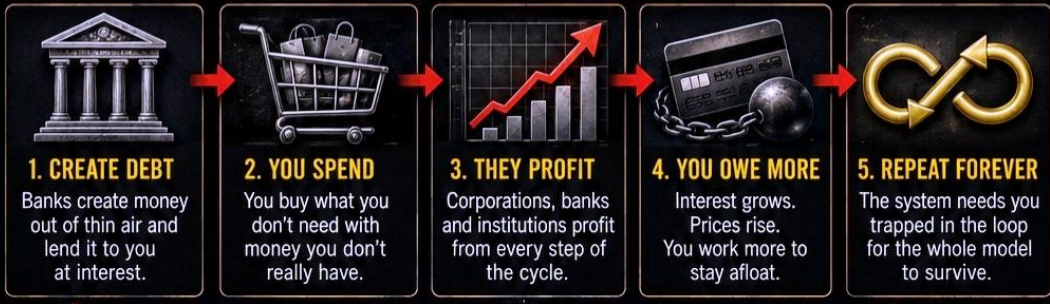 1. CREATE DEBT
Banks create money
out of thin air and
lend it to you
at interest.
2. YOU SPEND
You buy what you
don't need with
money you don't
really have.
3. THEY PROFIT
Corporations, banks
and institutions profit
from every step of
the cycle.
4. YOU OWE MORE
Interest grows.
Prices rise.
You work more to
stay afloat.
5. REPEAT FOREVER
The system needs you
trapped in the loop
for the whole model
to survive.